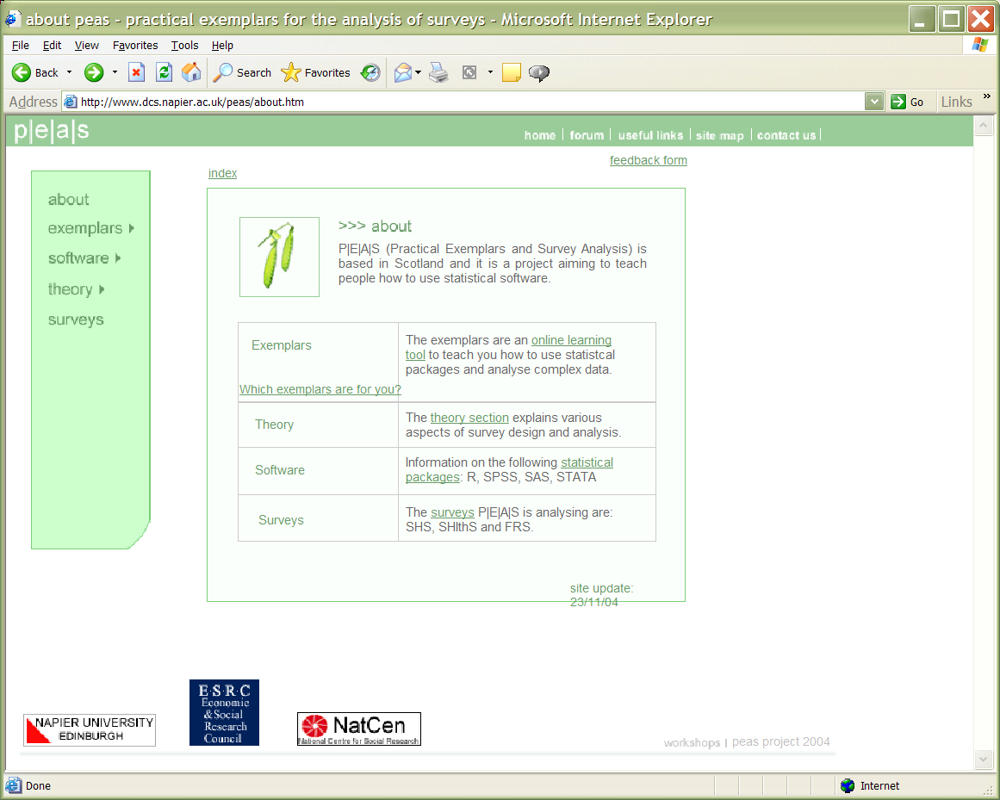 about peas - practical exemplars for the analysis of surveys - Microsoft Internet Explorer
File Edit View Favorites Tools Help
Back Search Favorites
Address http://www.dcs.napier.ac.uk/peas/about.htm Go Links »
p|e|a|s
home | forum | useful links | site map | contact us |
feedback form
index
about
exemplars
software
theory
surveys
>>> about
P|E|A|S (Practical Exemplars and Survey Analysis) is
based in Scotland and it is a project aiming to teach
people how to use statistical software.
Exemplars
Which exemplars are for you?
The exemplars are an online learning
tool to teach you how to use statistcal
packages and analyse complex data.
Theory
The theory section explains various
aspects of survey design and analysis.
Software
Information on the following statistical
packages: R, SPSS, SAS, STATA
Surveys
The surveys P|E|A|S is analysing are:
SHS, SHlthS and FRS.
site update:
23/11/04
NAPIER UNIVERSITY
EDINBURGH
E·S·R·C
Economic
& Social
Research
Council
NatCen
National Centre for Social Research
workshops | peas project 2004
Done Internet